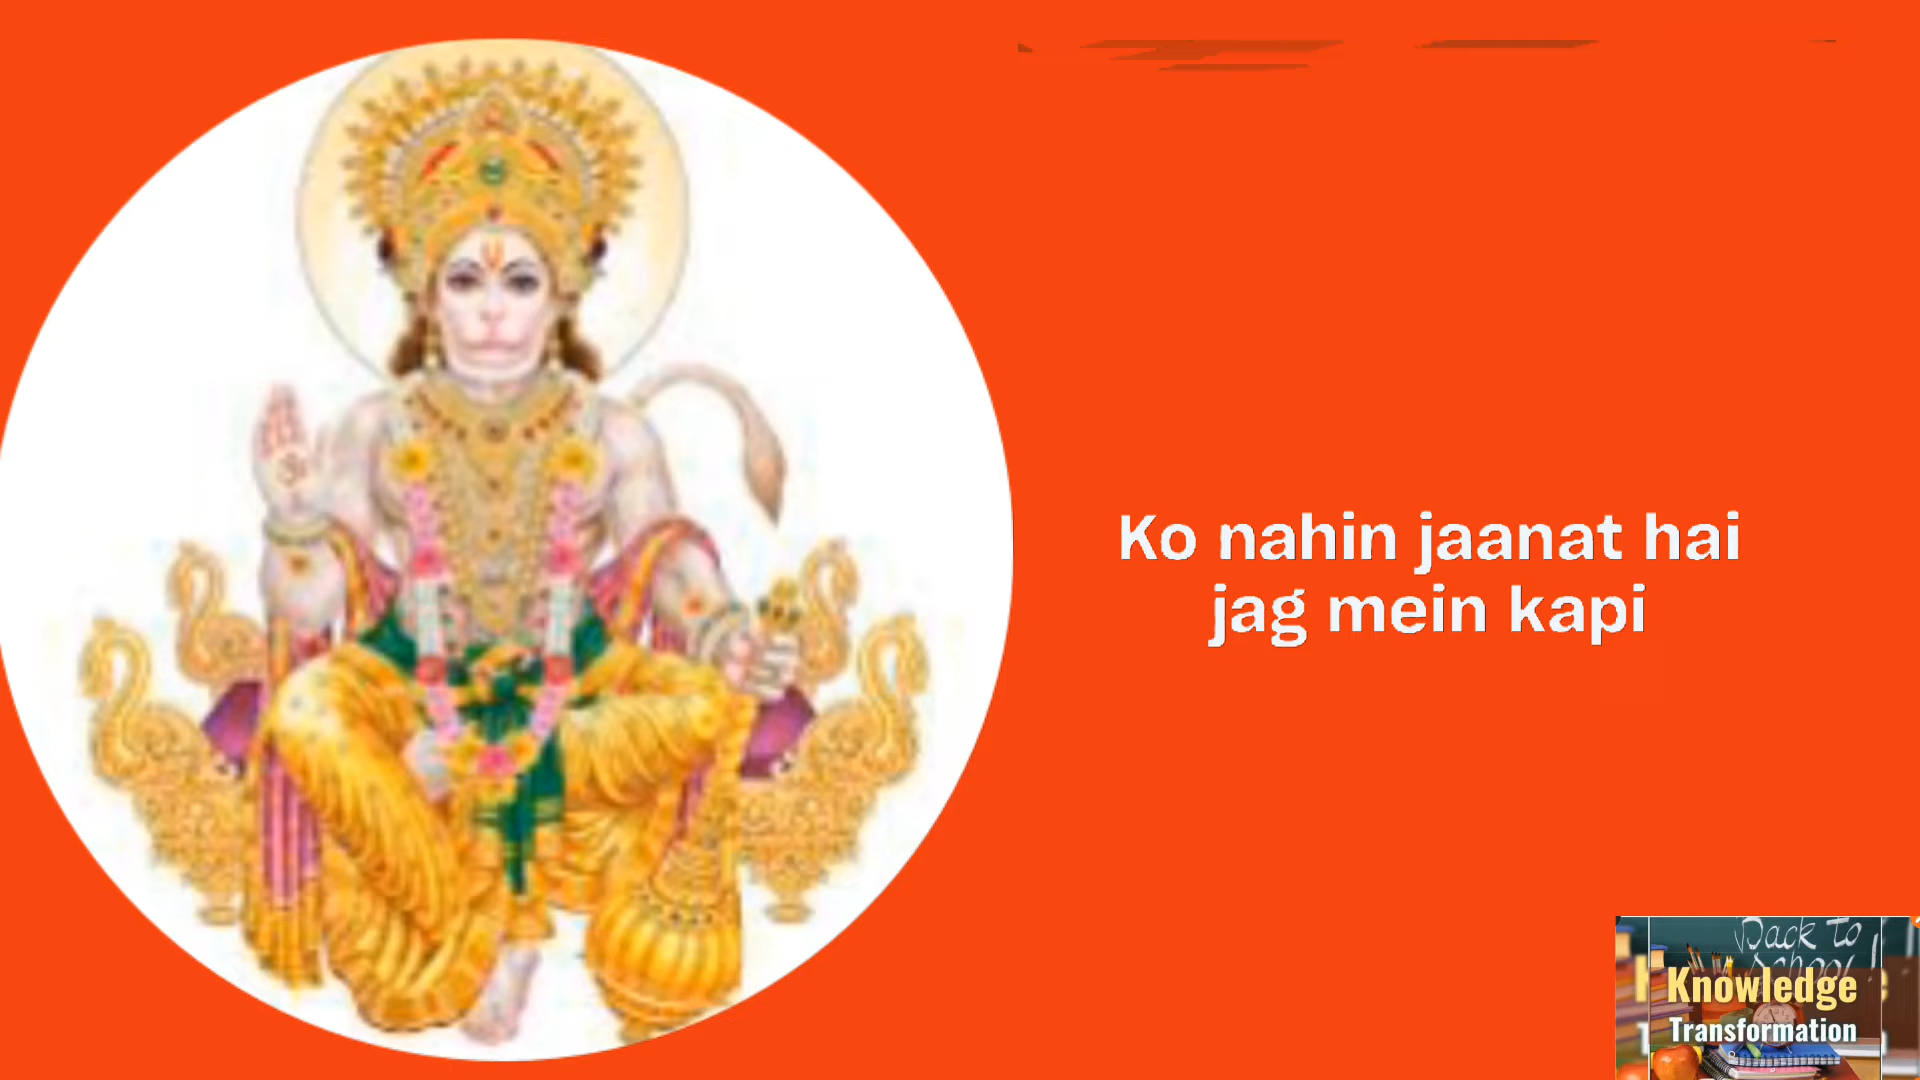 Ko nahin jaanat hai
jag mein kapi
Back to
School!
Knowledge
Transformation